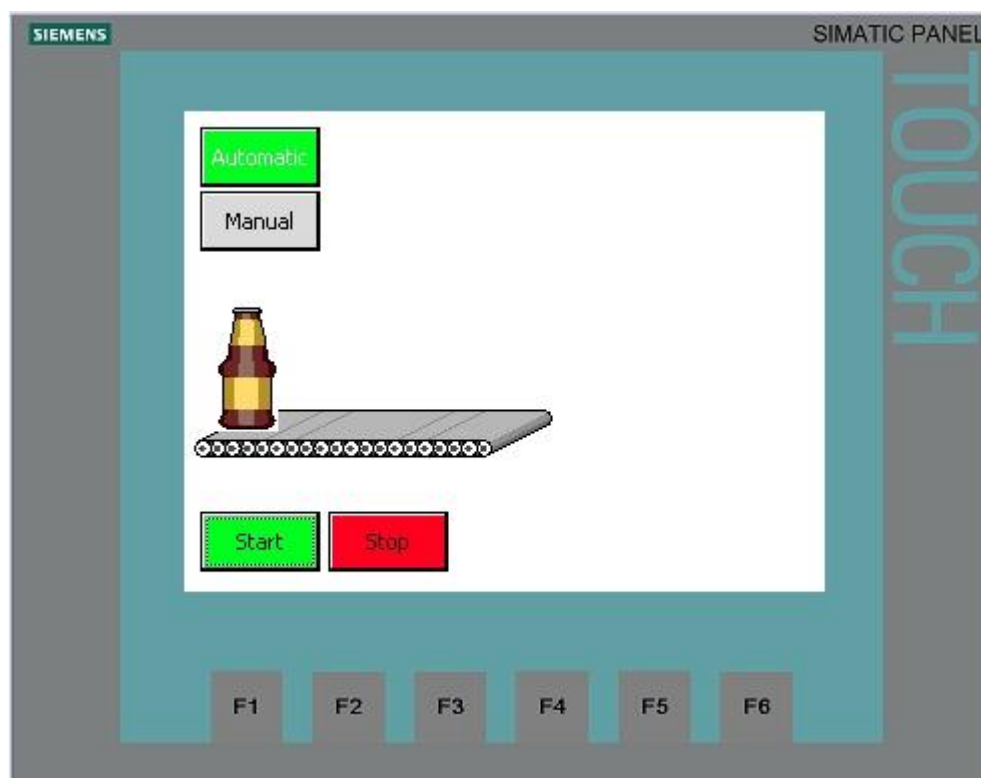 SIEMENS
SIMATIC PANEL
TOUCH
Automatic
Manual
Start
Stop
F1
F2
F3
F4
F5
F6